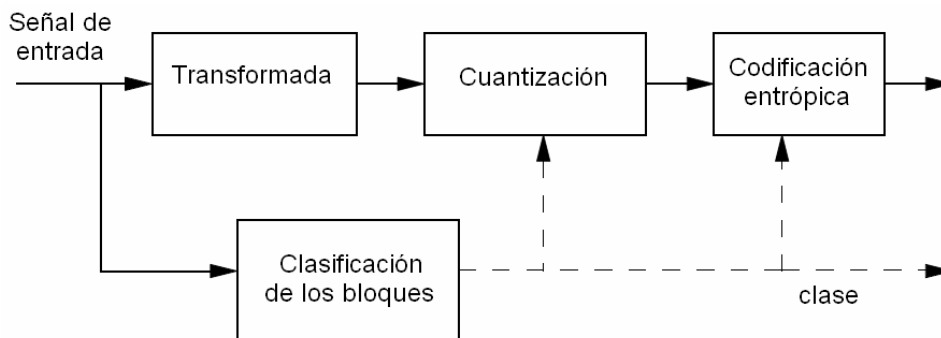 Señal de
entrada
Transformada
Cuantización
Codificación
entrópica
Clasificación
de los bloques
clase